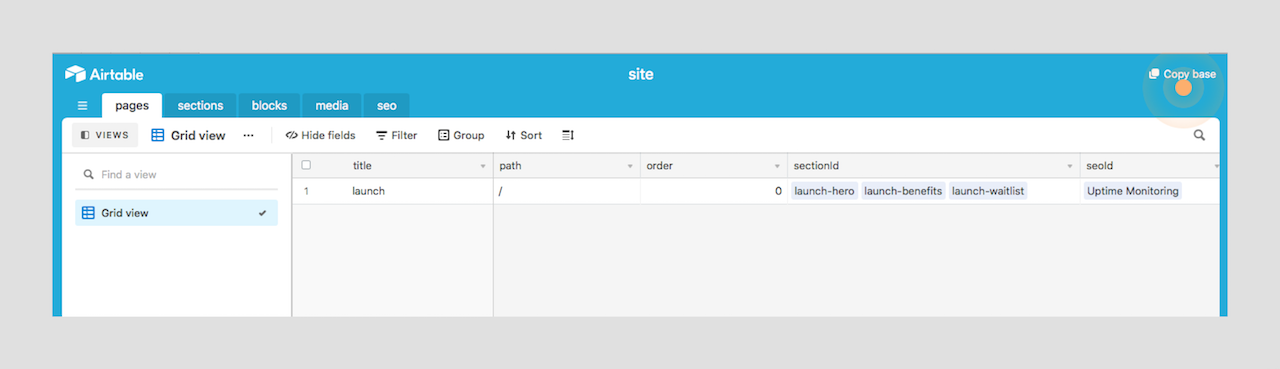 Airtable site Copy base
pages sections blocks media seo
VIEWS Grid view ... Hide fields Filter Group Sort
Find a view
Grid view
title path order sectionId seoId
1 launch / 0 launch-hero launch-benefits launch-waitlist Uptime Monitoring